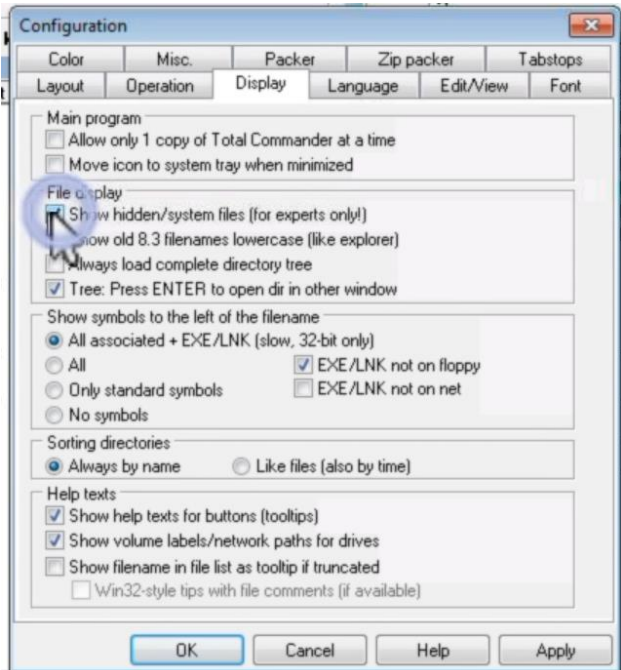 Configuration
Color Misc. Packer Zip packer Tabstops
Layout Operation Display Language Edit/View Font
Main program
Allow only 1 copy of Total Commander at a time
Move icon to system tray when minimized
File display
Show hidden/system files (for experts only!)
Show old 8.3 filenames lowercase (like explorer)
Always load complete directory tree
Tree: Press ENTER to open dir in other window
Show symbols to the left of the filename
All associated + EXE/LNK (slow, 32-bit only)
All EXE/LNK not on floppy
Only standard symbols EXE/LNK not on net
No symbols
Sorting directories
Always by name Like files (also by time)
Help texts
Show help texts for buttons (tooltips)
Show volume labels/network paths for drives
Show filename in file list as tooltip if truncated
Win32-style tips with file comments (if available)
OK Cancel Help Apply